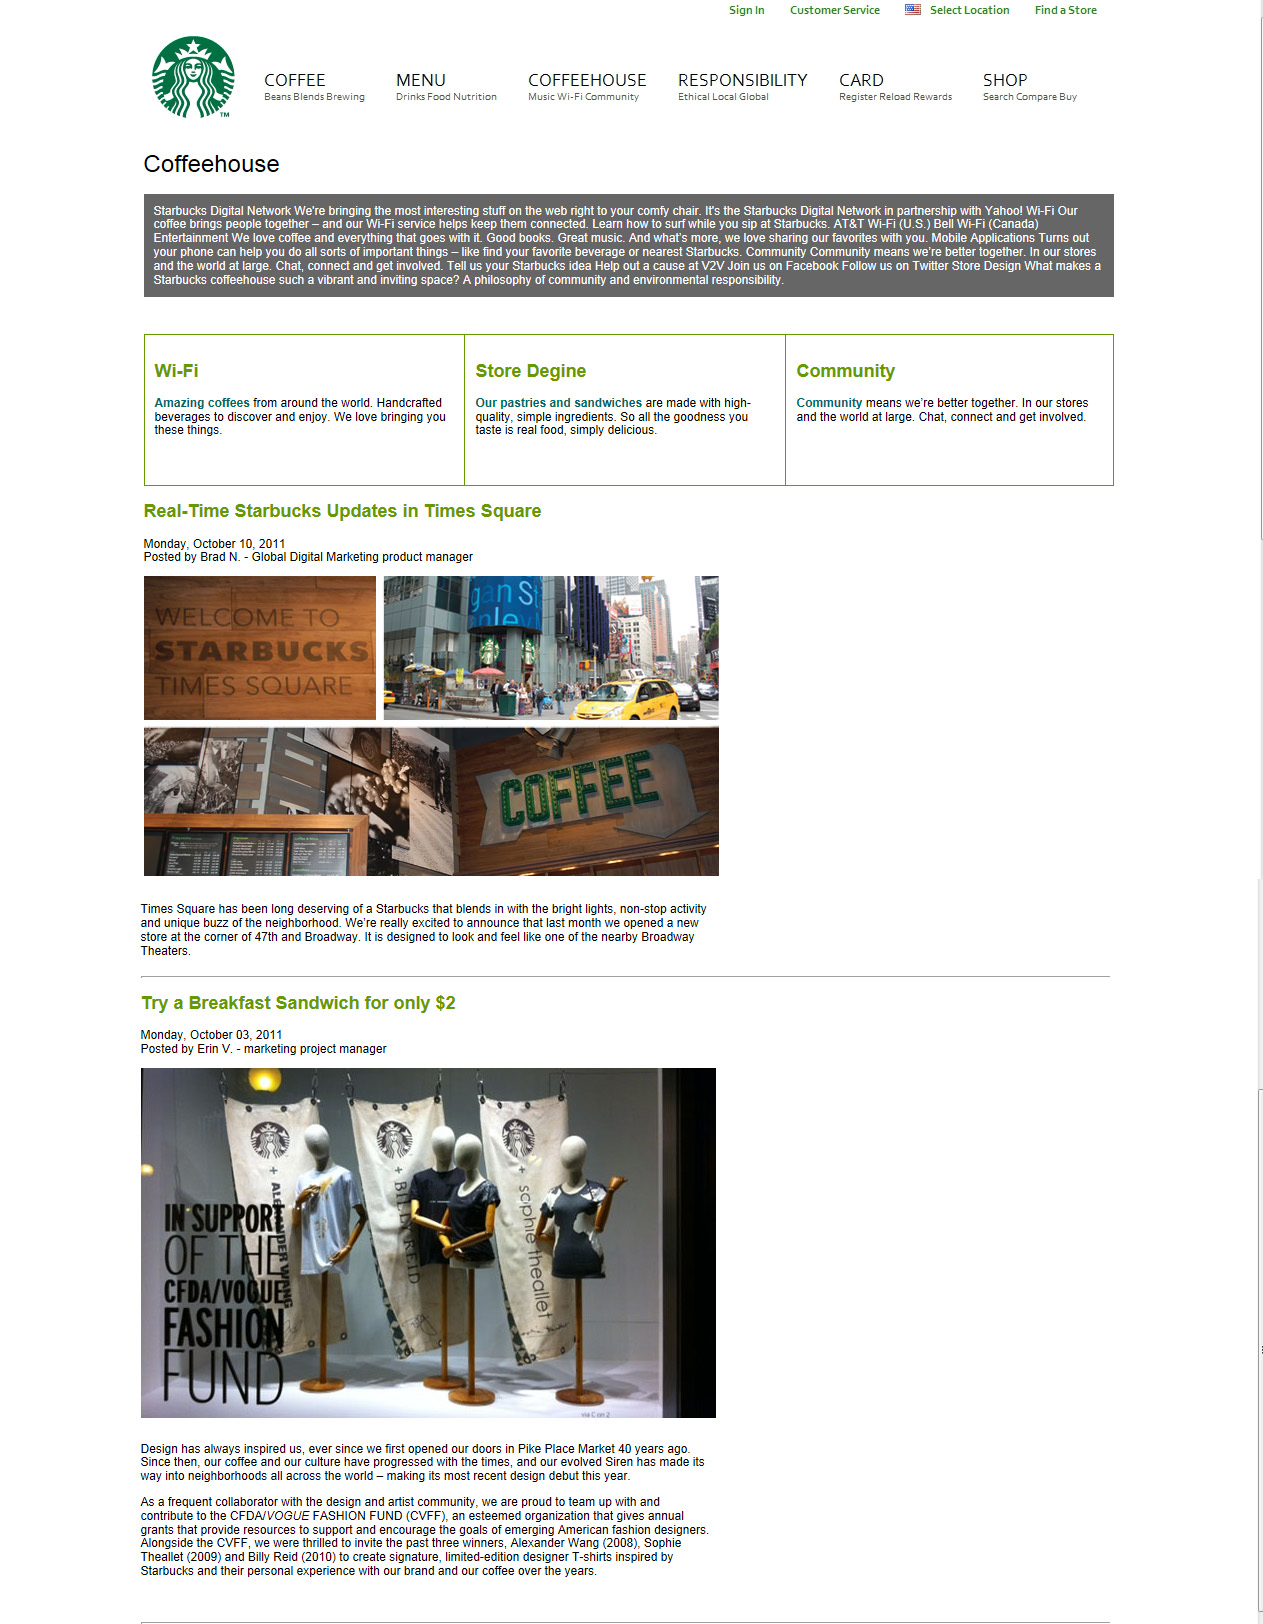 Sign In Customer Service Select Location Find a Store
COFFEE MENU COFFEEHOUSE RESPONSIBILITY CARD SHOP
Beans Blends Brewing Drinks Food Nutrition Music Wi-Fi Community Ethical Local Global Register Reload Rewards Search Compare Buy
TM
Coffeehouse
Starbucks Digital Network We're bringing the most interesting stuff on the web right to your comfy chair. It's the Starbucks Digital Network in partnership with Yahoo! Wi-Fi Our
coffee brings people together – and our Wi-Fi service helps keep them connected. Learn how to surf while you sip at Starbucks. AT&T Wi-Fi (U.S.) Bell Wi-Fi (Canada)
Entertainment We love coffee and everything that goes with it. Good books. Great music. And what's more, we love sharing our favorites with you. Mobile Applications Turns out
your phone can help you do all sorts of important things – like find your favorite beverage or nearest Starbucks. Community Community means we're better together. In our stores
and the world at large. Chat, connect and get involved. Tell us your Starbucks idea Help out a cause at V2V Join us on Facebook Follow us on Twitter Store Design What makes a
Starbucks coffeehouse such a vibrant and inviting space? A philosophy of community and environmental responsibility.
Wi-Fi
Amazing coffees from around the world. Handcrafted
beverages to discover and enjoy. We love bringing you
these things.
Store Degine
Our pastries and sandwiches are made with high-
quality, simple ingredients. So all the goodness you
taste is real food, simply delicious.
Community
Community means we're better together. In our stores
and the world at large. Chat, connect and get involved.
Real-Time Starbucks Updates in Times Square
Monday, October 10, 2011
Posted by Brad N. - Global Digital Marketing product manager
WELCOME TO
STARBUCKS
TIMES SQUARE
gan St
anley
COFFEE
Times Square has been long deserving of a Starbucks that blends in with the bright lights, non-stop activity
and unique buzz of the neighborhood. We're really excited to announce that last month we opened a new
store at the corner of 47th and Broadway. It is designed to look and feel like one of the nearby Broadway
Theaters.
Try a Breakfast Sandwich for only $2
Monday, October 03, 2011
Posted by Erin V. - marketing project manager
+ ALEXANDER WANG
+ BILLY REID
+ sophie theallet
IN SUPPORT
OF THE
CFDA/VOGUE
FASHION
FUND
Design has always inspired us, ever since we first opened our doors in Pike Place Market 40 years ago.
Since then, our coffee and our culture have progressed with the times, and our evolved Siren has made its
way into neighborhoods all across the world – making its most recent design debut this year.
As a frequent collaborator with the design and artist community, we are proud to team up with and
contribute to the CFDA/VOGUE FASHION FUND (CVFF), an esteemed organization that gives annual
grants that provide resources to support and encourage the goals of emerging American fashion designers.
Alongside the CVFF, we were thrilled to invite the past three winners, Alexander Wang (2008), Sophie
Theallet (2009) and Billy Reid (2010) to create signature, limited-edition designer T-shirts inspired by
Starbucks and their personal experience with our brand and our coffee over the years.